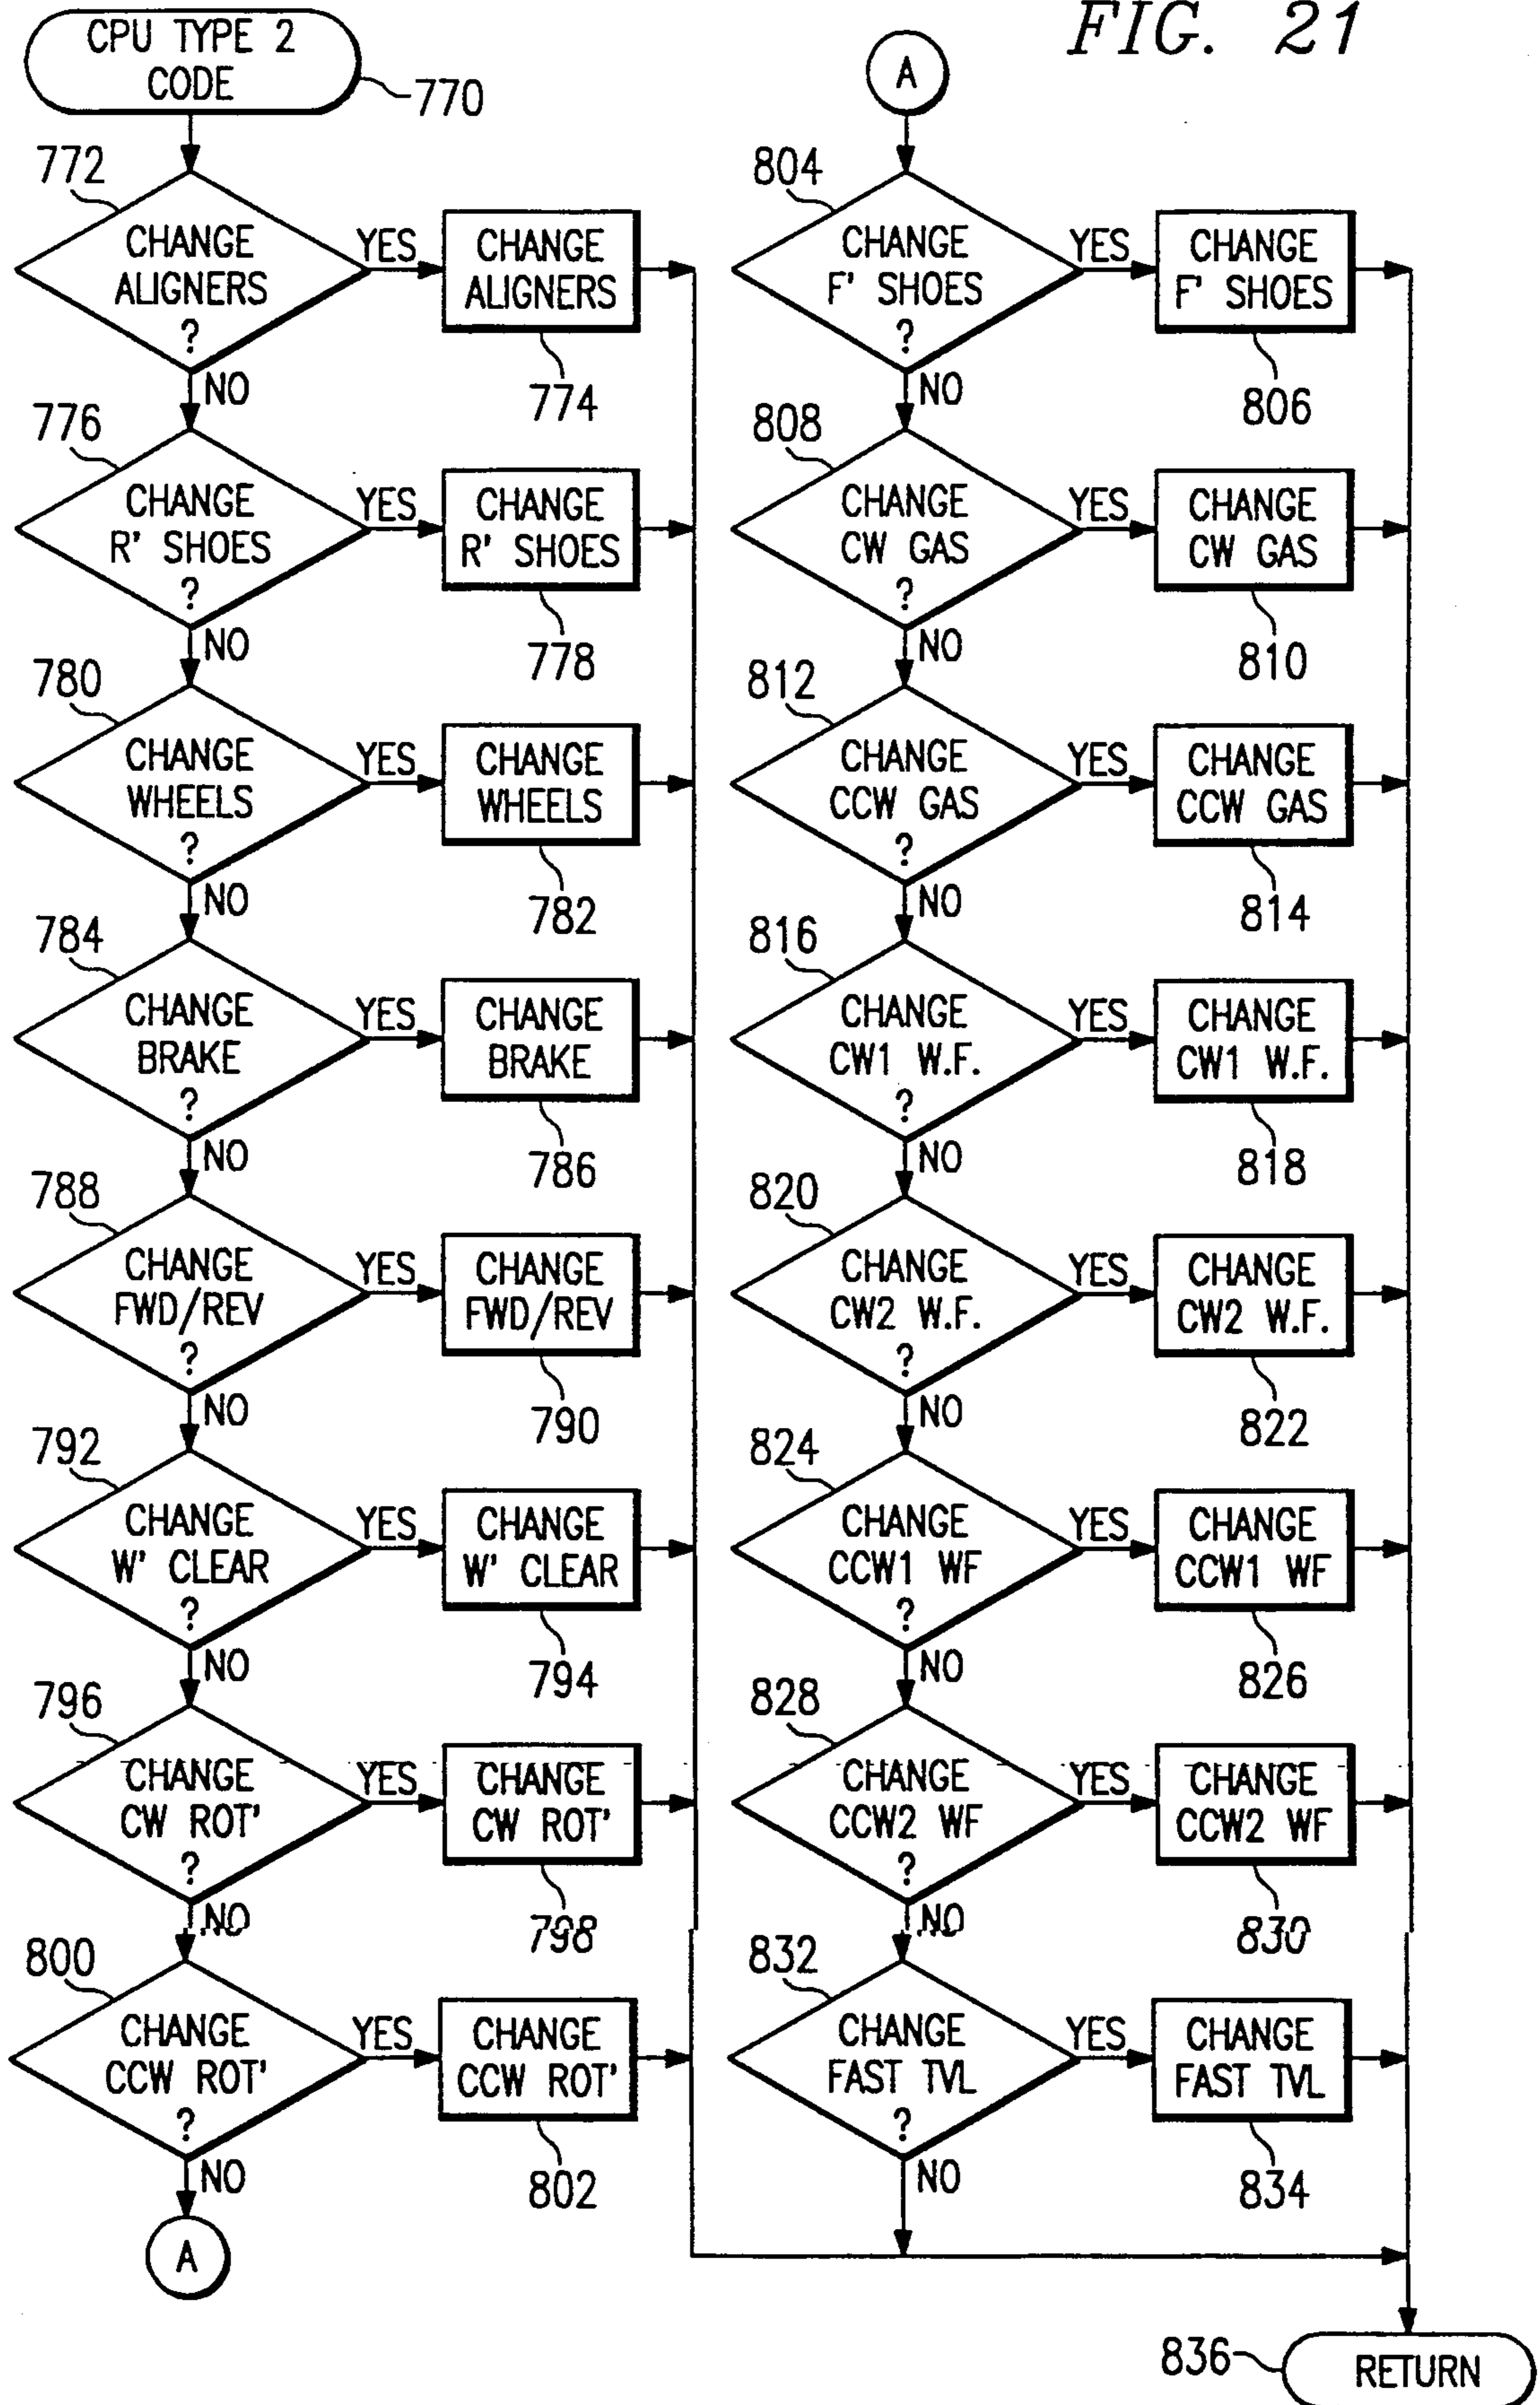 FIG. 21
CPU TYPE 2
CODE
770
772
CHANGE
ALIGNERS
?
YES
CHANGE
ALIGNERS
774
NO
776
CHANGE
R' SHOES
?
YES
CHANGE
R' SHOES
778
NO
780
CHANGE
WHEELS
?
YES
CHANGE
WHEELS
782
NO
784
CHANGE
BRAKE
?
YES
CHANGE
BRAKE
786
NO
788
CHANGE
FWD/REV
?
YES
CHANGE
FWD/REV
790
NO
792
CHANGE
W' CLEAR
?
YES
CHANGE
W' CLEAR
794
NO
796
CHANGE
CW ROT'
?
YES
CHANGE
CW ROT'
798
NO
800
CHANGE
CCW ROT'
?
YES
CHANGE
CCW ROT'
802
NO
A
A
804
CHANGE
F' SHOES
?
YES
CHANGE
F' SHOES
806
NO
808
CHANGE
CW GAS
?
YES
CHANGE
CW GAS
810
NO
812
CHANGE
CCW GAS
?
YES
CHANGE
CCW GAS
814
NO
816
CHANGE
CW1 W.F.
?
YES
CHANGE
CW1 W.F.
818
NO
820
CHANGE
CW2 W.F.
?
YES
CHANGE
CW2 W.F.
822
NO
824
CHANGE
CCW1 WF
?
YES
CHANGE
CCW1 WF
826
NO
828
CHANGE
CCW2 WF
?
YES
CHANGE
CCW2 WF
830
NO
832
CHANGE
FAST TVL
?
YES
CHANGE
FAST TVL
834
NO
836
RETURN